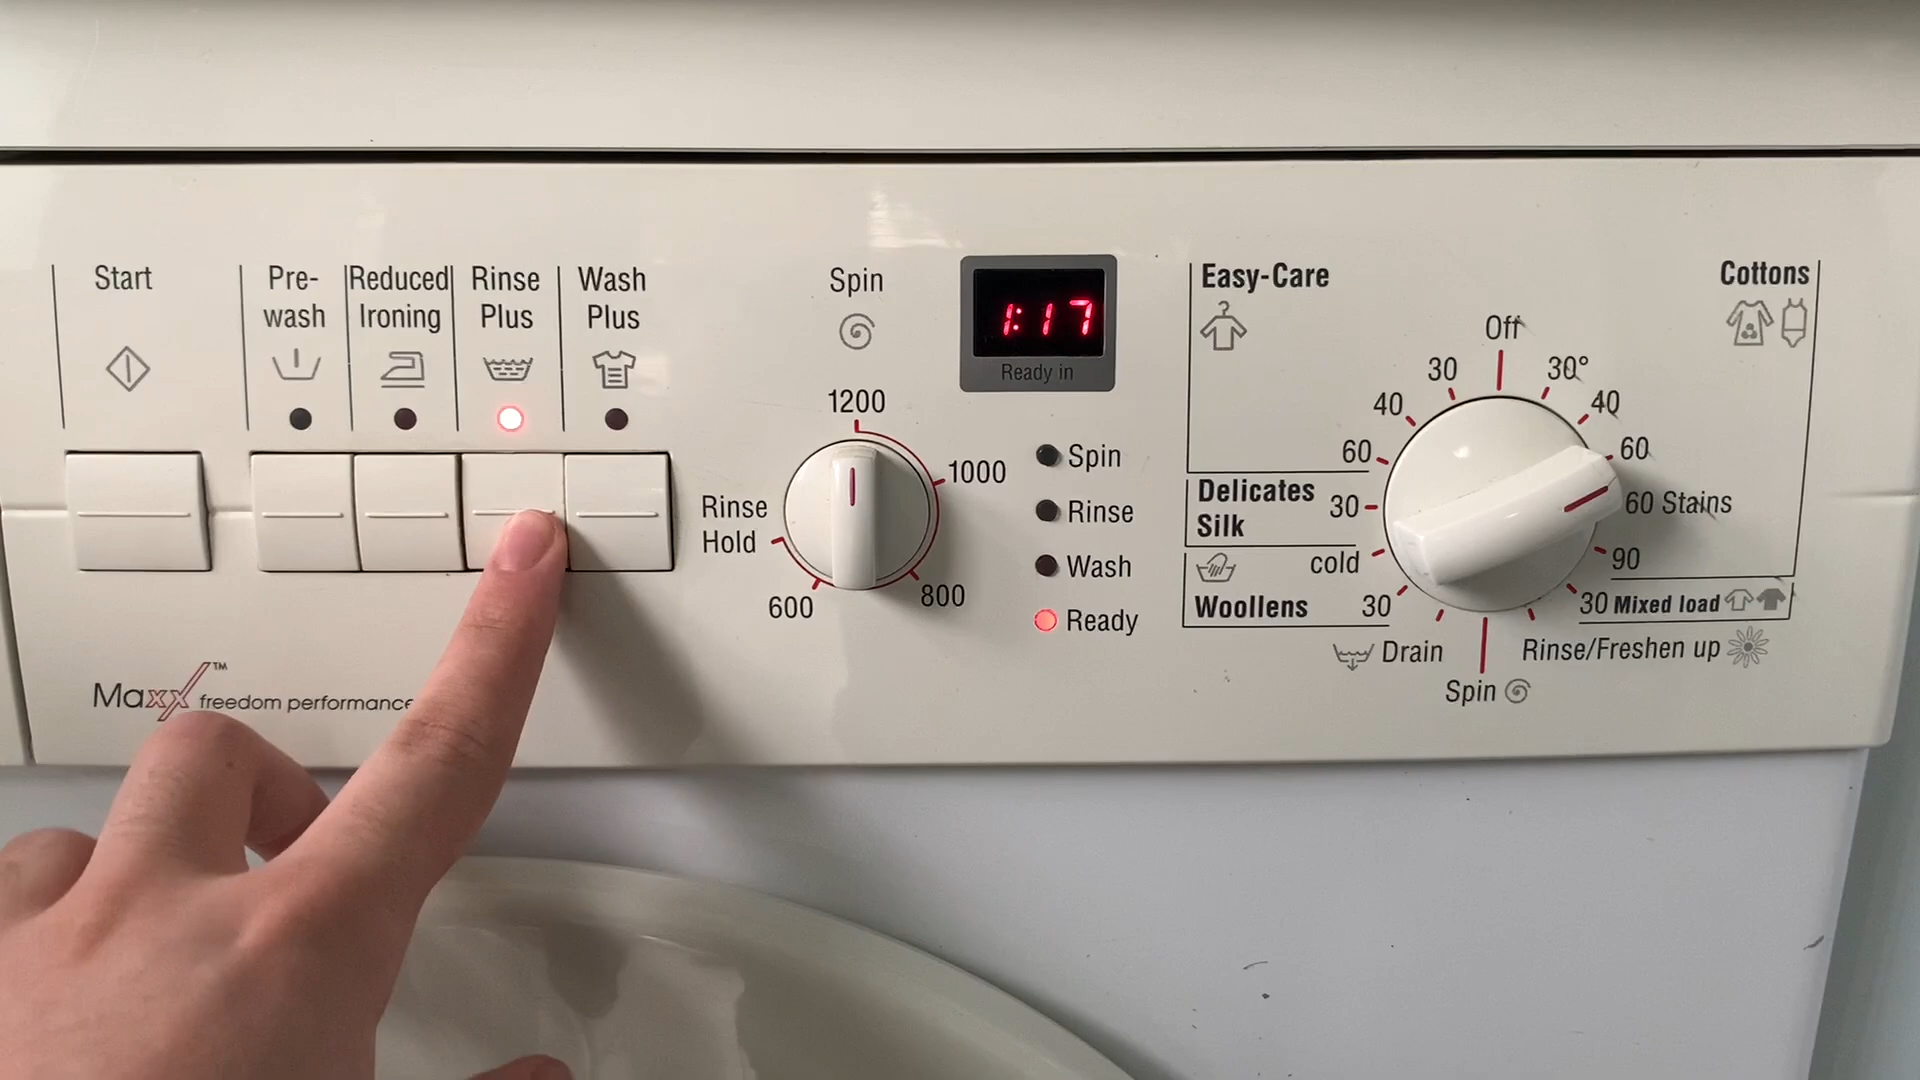 Start
Pre-
wash
Reduced
Ironing
Rinse
Plus
Wash
Plus
Maxx™ freedom performance
Spin
1200
1000
800
600
Rinse
Hold
1:17
Ready in
Spin
Rinse
Wash
Ready
Easy-Care
Cottons
Off
30
40
60
30°
40
60
60 Stains
90
Delicates
Silk
30
cold
Woollens
30
30 Mixed load
Drain
Spin
Rinse/Freshen up